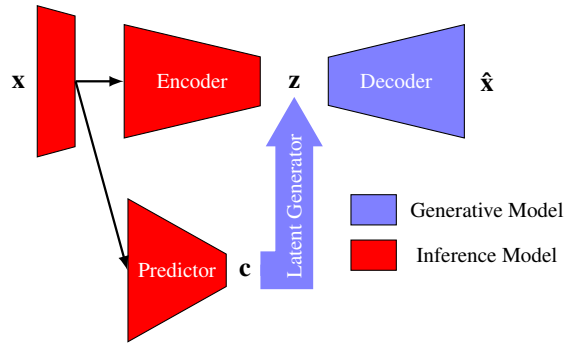 x
Encoder
z
Decoder
x̂
Latent Generator
Predictor
c
Generative Model
Inference Model